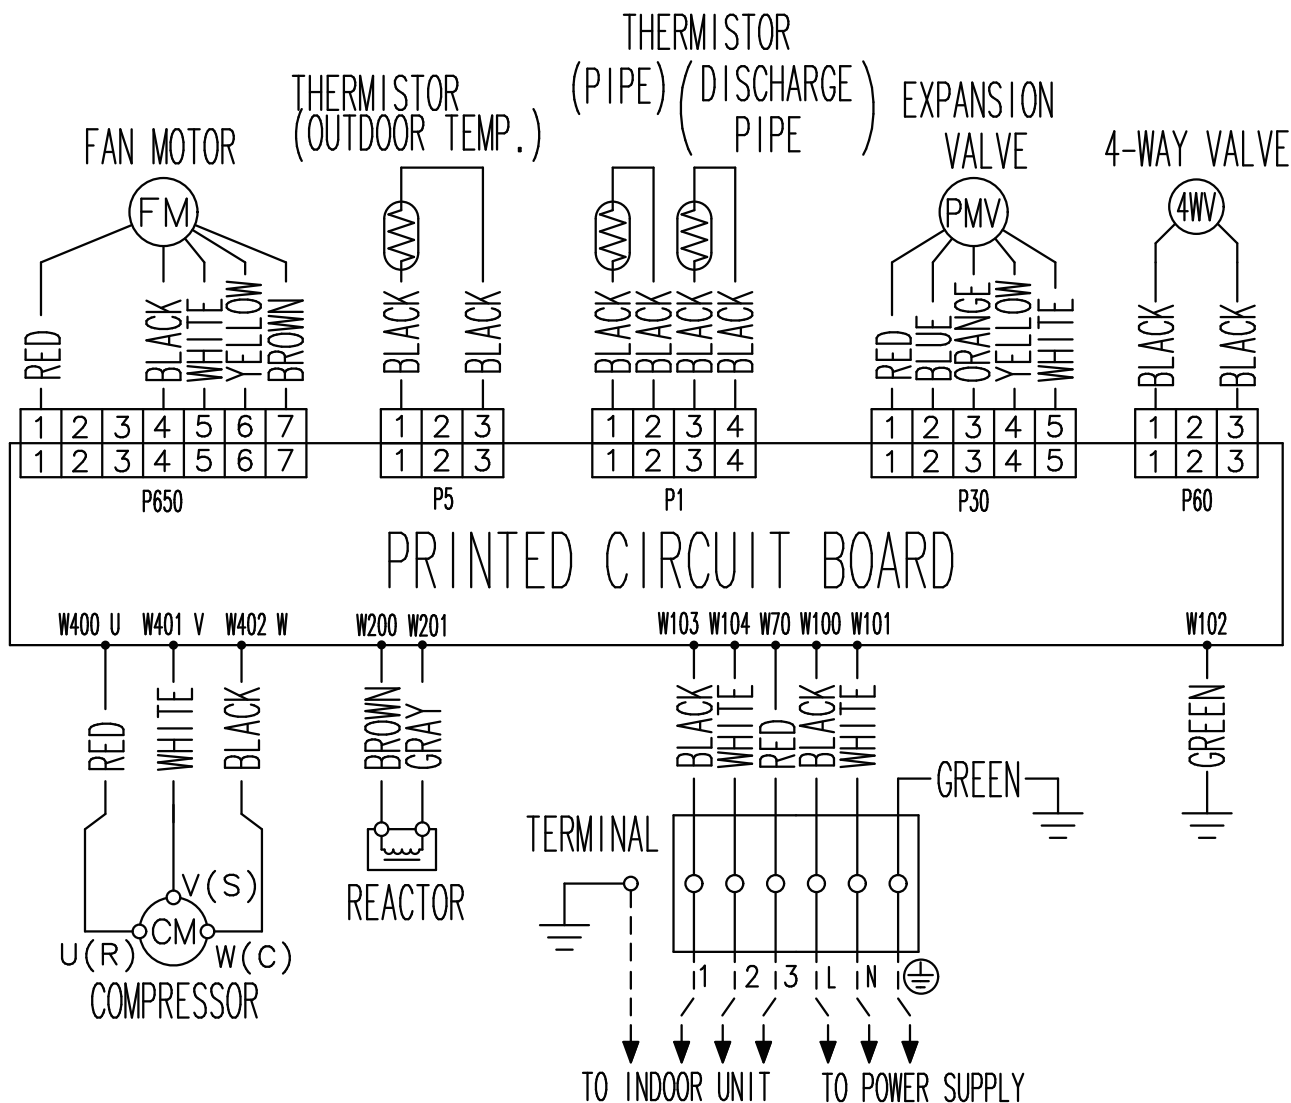 THERMISTOR
(PIPE) (DISCHARGE PIPE)
THERMISTOR
(OUTDOOR TEMP.)
EXPANSION
VALVE
FAN MOTOR
4-WAY VALVE
FM
PMV
4WV
RED BLACK WHITE YELLOW BROWN
BLACK BLACK
BLACK BLACK BLACK BLACK
RED BLUE ORANGE YELLOW WHITE
BLACK BLACK
1 2 3 4 5 6 7
1 2 3
1 2 3 4
1 2 3 4 5
1 2 3
1 2 3 4 5 6 7
1 2 3
1 2 3 4
1 2 3 4 5
1 2 3
P650
P5
P1
P30
P60
PRINTED CIRCUIT BOARD
W400 U W401 V W402 W
W200 W201
W103 W104 W70 W100 W101
W102
RED WHITE BLACK
BROWN GRAY
BLACK WHITE RED BLACK WHITE
GREEN
GREEN
TERMINAL
V(S)
CM
U(R)
W(C)
COMPRESSOR
REACTOR
1 2 3 L N
TO INDOOR UNIT
TO POWER SUPPLY